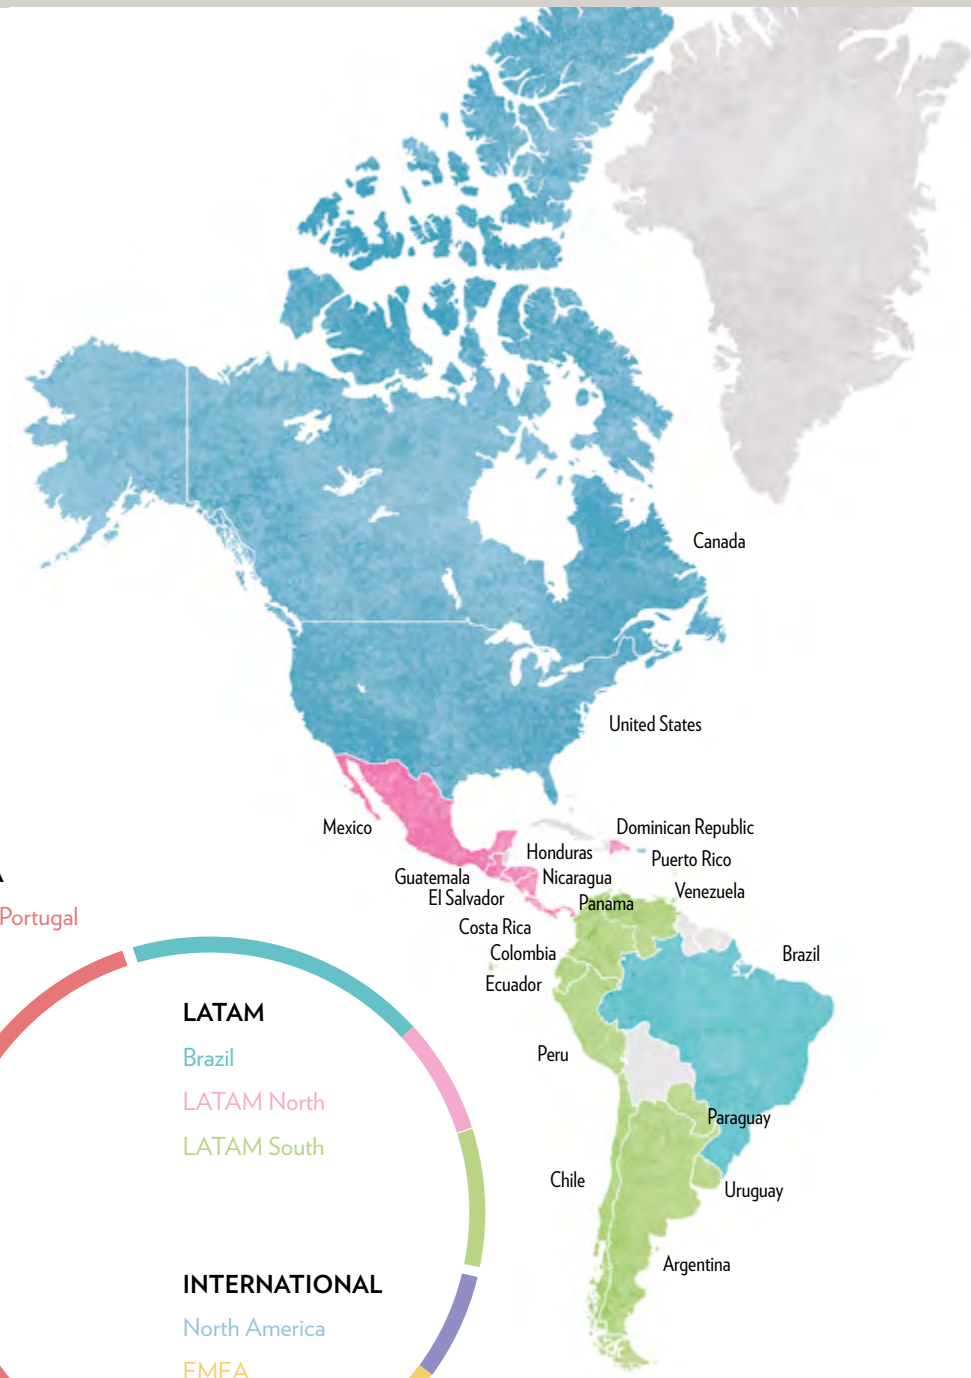 Canada
United States
Mexico
Dominican Republic
Honduras
Puerto Rico
Guatemala
Nicaragua
El Salvador
Venezuela
Panama
Costa Rica
Colombia
Brazil
Ecuador
Peru
Paraguay
Chile
Uruguay
Argentina
A
Portugal
LATAM
Brazil
LATAM North
LATAM South
INTERNATIONAL
North America
EMEA